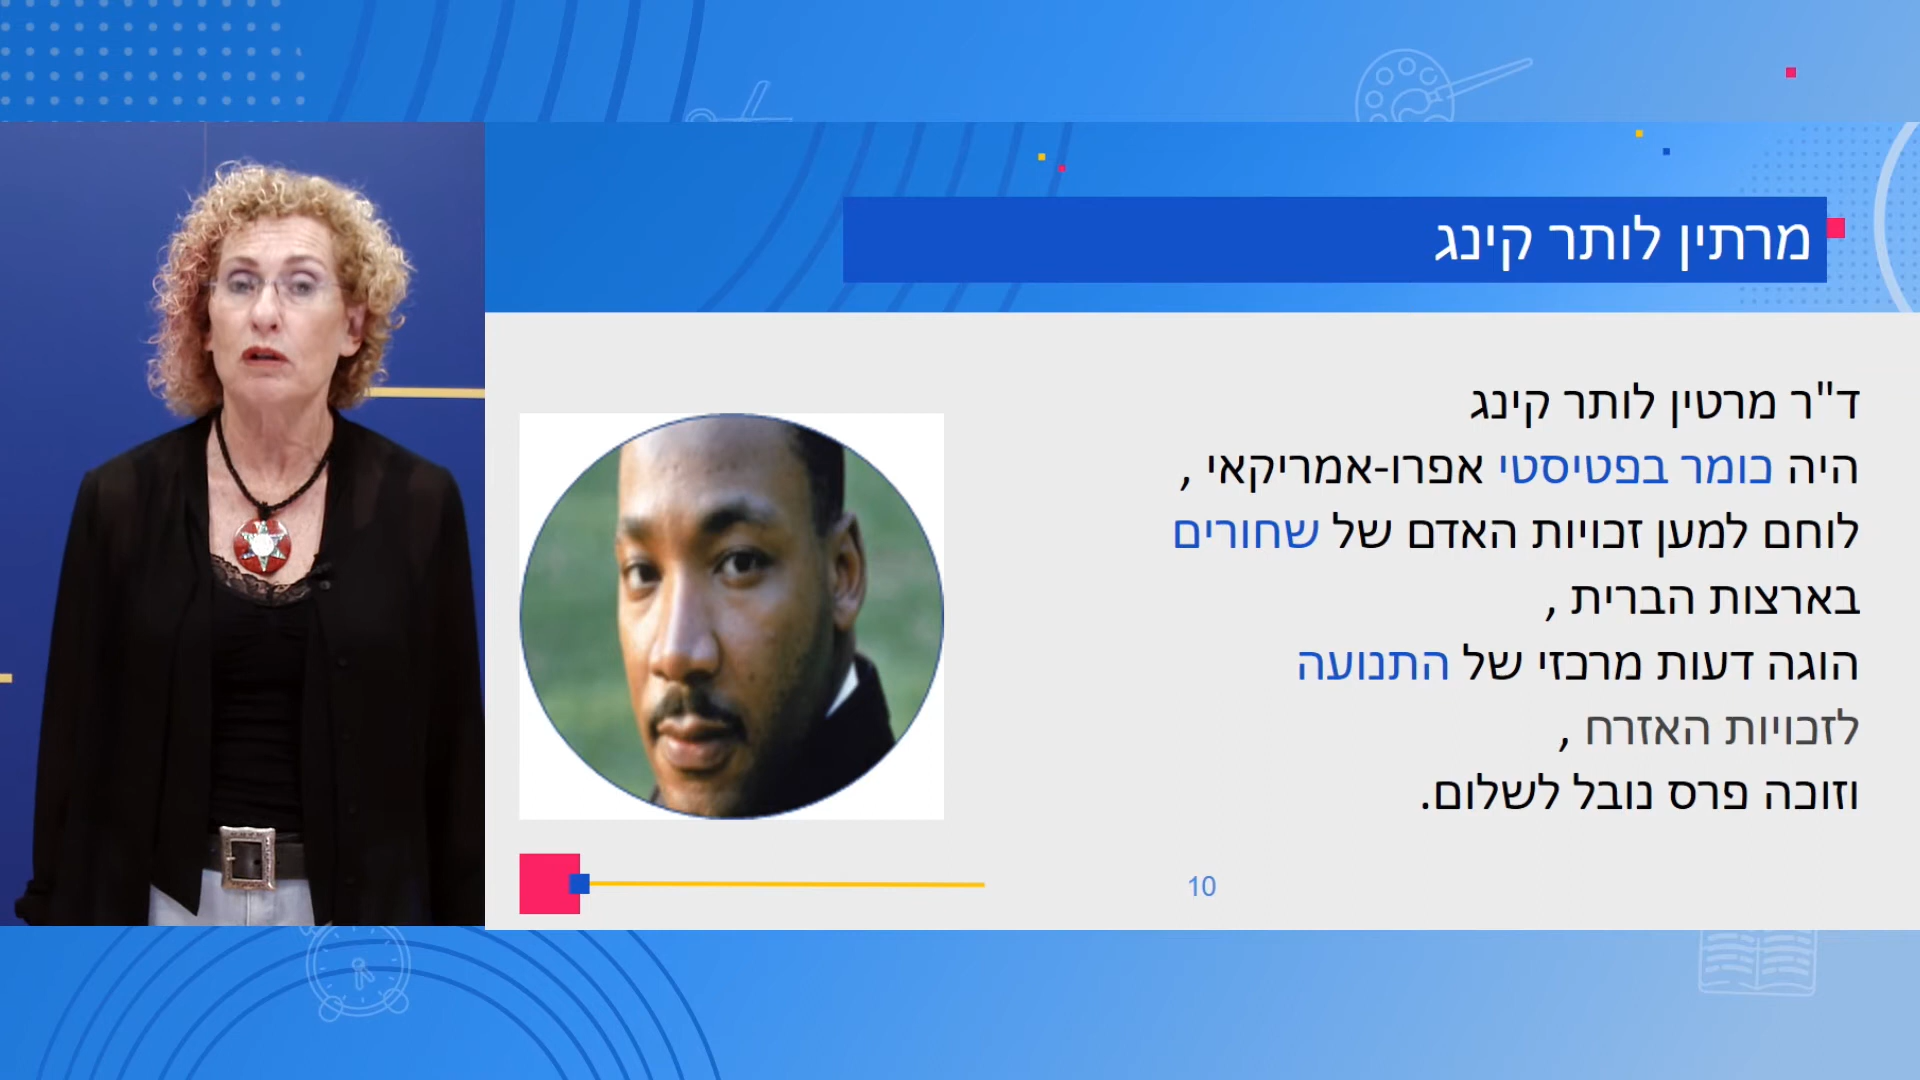 מרתין לותר קינג
ד"ר מרטין לותר קינג
היה כומר בפטיסטי אפרו-אמריקאי ,
לוחם למען זכויות האדם של שחורים
בארצות הברית ,
הוגה דעות מרכזי של התנועה
לזכויות האזרח ,
וזוכה פרס נובל לשלום.
10